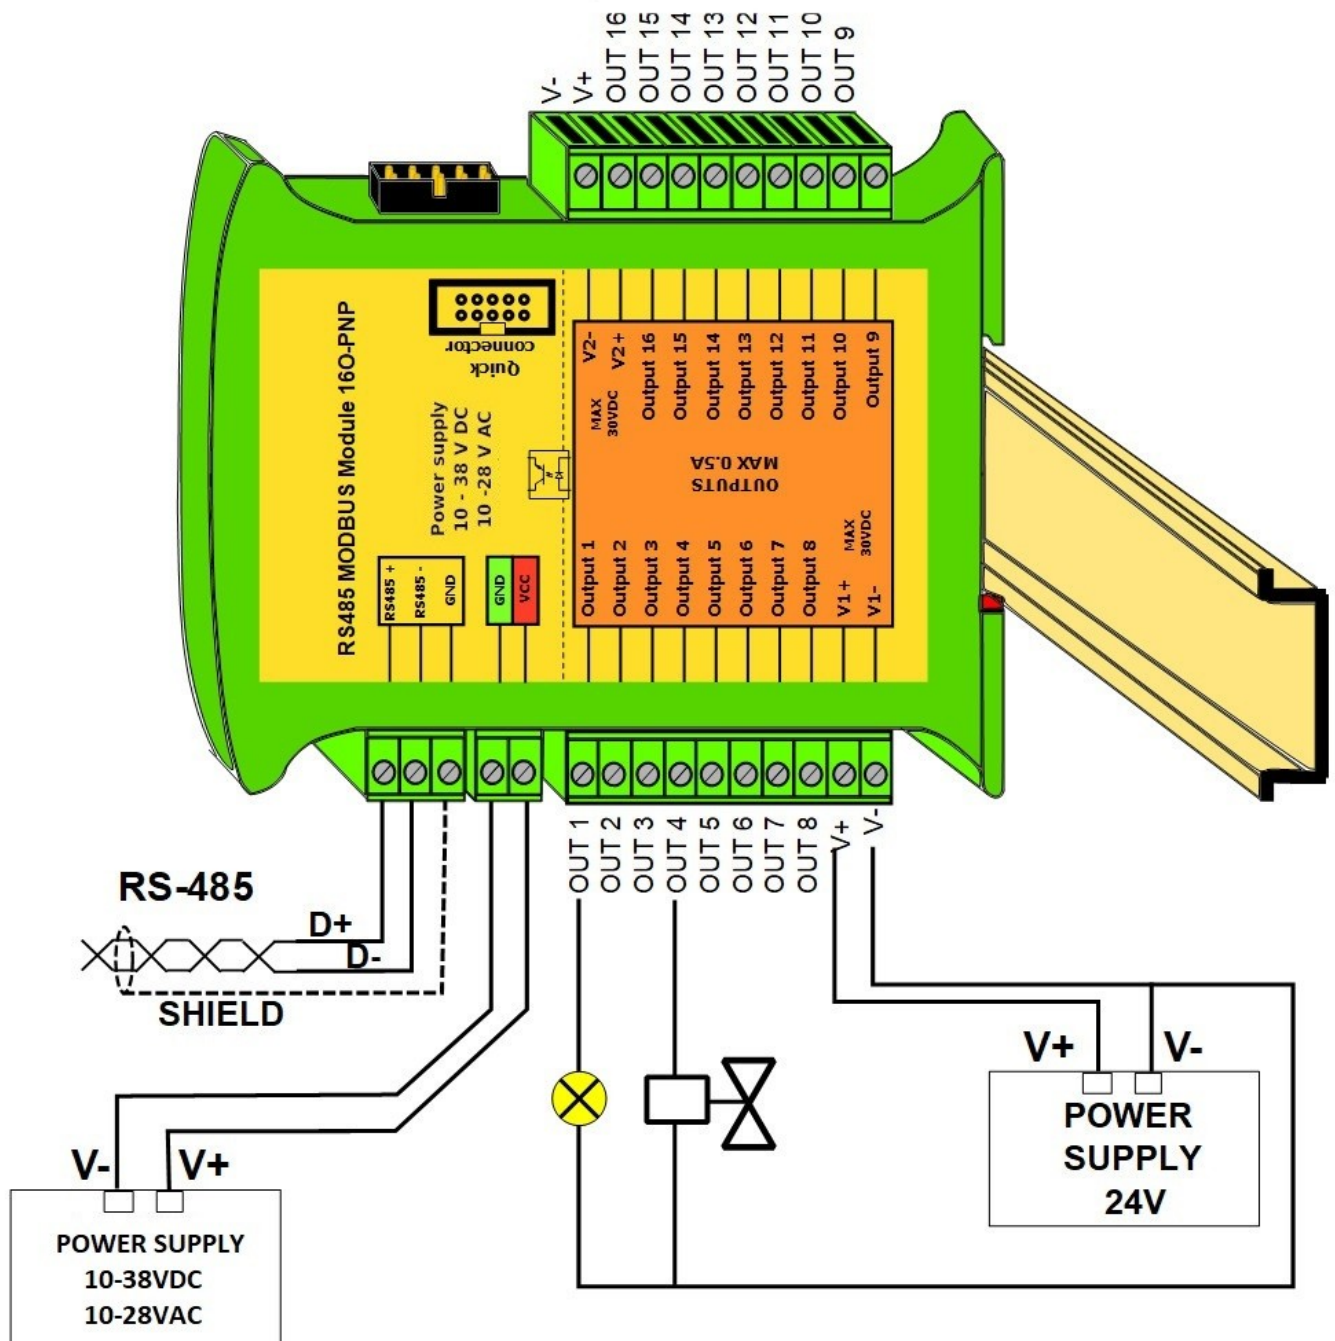 V-
V+
OUT 16
OUT 15
OUT 14
OUT 13
OUT 12
OUT 11
OUT 10
OUT 9
RS485 MODBUS Module 16O-PNP
Quick
connector
Power supply
10 - 38 V DC
10 -28 V AC
RS485 +
RS485 -
GND
GND
VCC
V2-
V2+
Output 16
Output 15
Output 14
Output 13
Output 12
Output 11
Output 10
Output 9
MAX
30VDC
OUTPUTS
MAX 0.5A
Output 1
Output 2
Output 3
Output 4
Output 5
Output 6
Output 7
Output 8
V1+
V1-
MAX
30VDC
OUT 1
OUT 2
OUT 3
OUT 4
OUT 5
OUT 6
OUT 7
OUT 8
V+
V-
RS-485
D+
D-
SHIELD
V-
V+
POWER SUPPLY
10-38VDC
10-28VAC
V+
V-
POWER
SUPPLY
24V